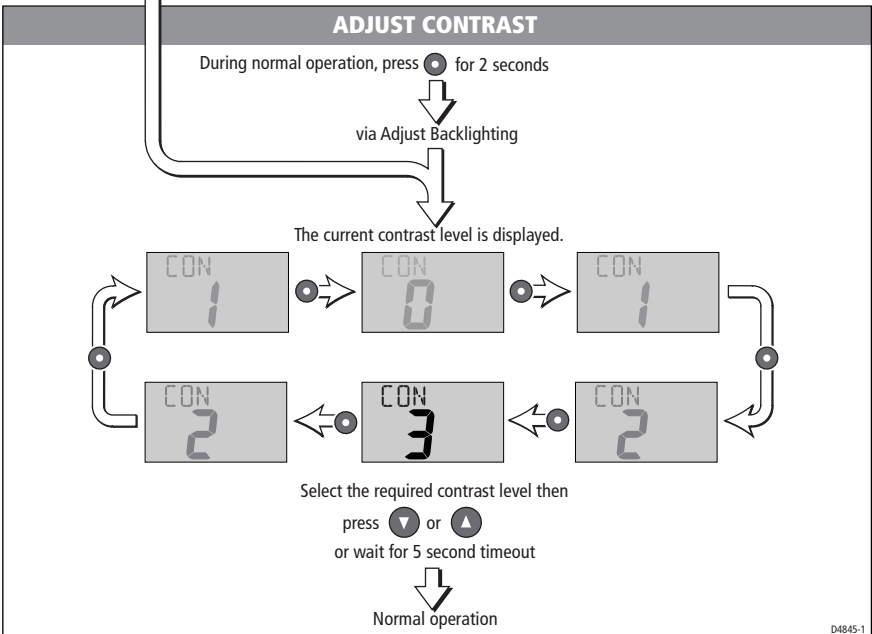 ADJUST CONTRAST
During normal operation, press for 2 seconds
via Adjust Backlighting
The current contrast level is displayed.
CON
1
CON
0
CON
1
CON
2
CON
3
CON
2
Select the required contrast level then
press or
or wait for 5 second timeout
Normal operation
D4845-1